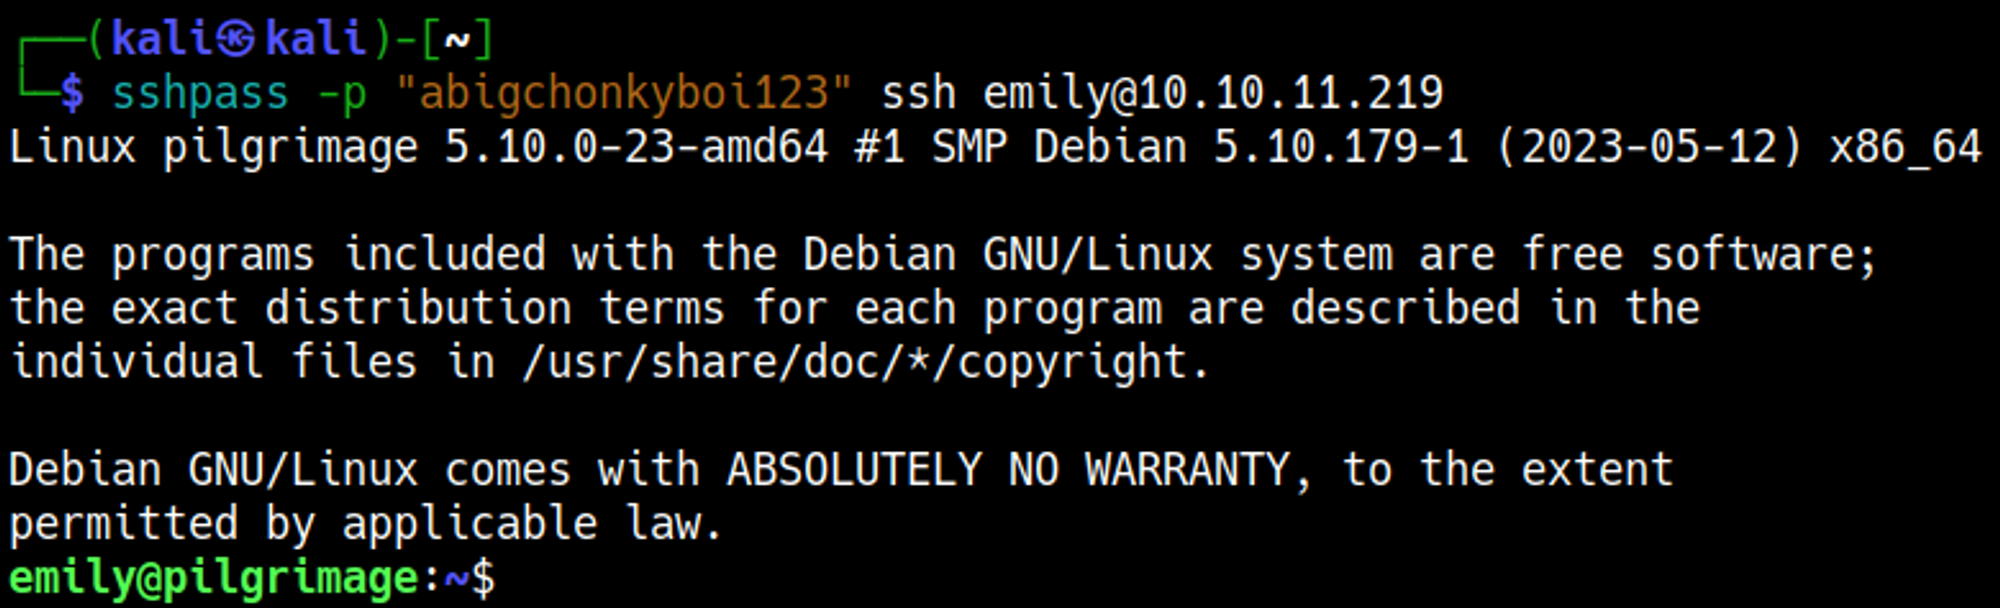 ┌──(kali㉿kali)-[~]
└─$ sshpass -p "abigchonkyboi123" ssh emily@10.10.11.219
Linux pilgrimage 5.10.0-23-amd64 #1 SMP Debian 5.10.179-1 (2023-05-12) x86_64
The programs included with the Debian GNU/Linux system are free software;
the exact distribution terms for each program are described in the
individual files in /usr/share/doc/*/copyright.
Debian GNU/Linux comes with ABSOLUTELY NO WARRANTY, to the extent
permitted by applicable law.
emily@pilgrimage:~$